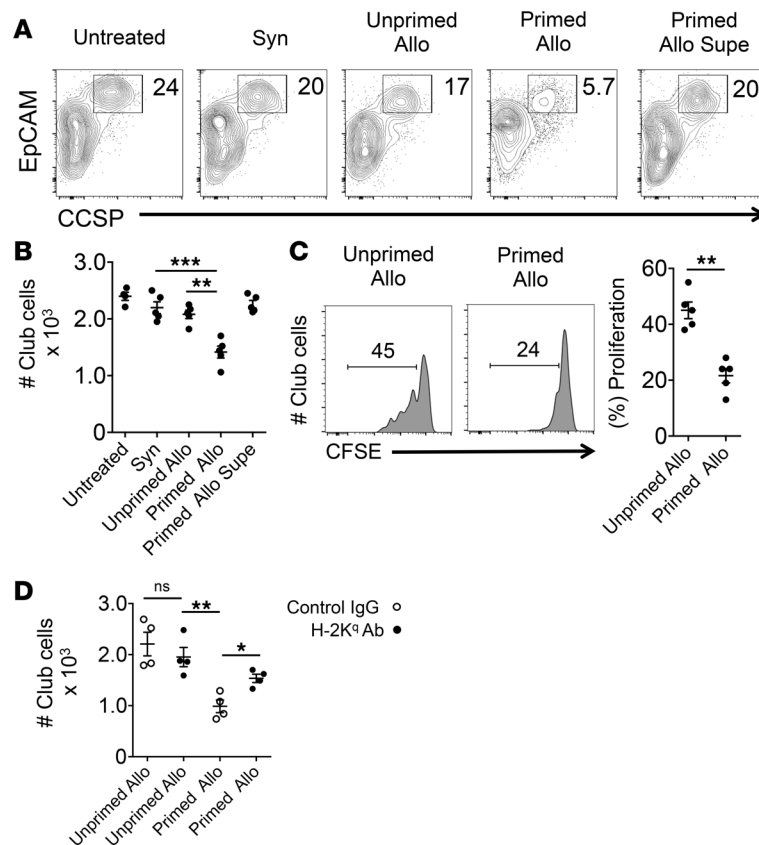 A
Untreated
Syn
Unprimed
Allo
Primed
Allo
Primed
Allo Supe
EpCAM
24
20
17
5.7
20
CCSP
B
# Club cells
x 10³
3.0
2.0
1.0
0
***
**
Untreated
Syn
Unprimed Allo
Primed Allo
Primed Allo Supe
C
Unprimed
Allo
Primed
Allo
# Club cells
45
24
CFSE
(%) Proliferation
60
40
20
0
**
Unprimed Allo
Primed Allo
D
# Club cells
x 10³
3.0
2.0
1.0
0
ns
**
*
Control IgG
H-2Kᵠ Ab
Unprimed Allo
Unprimed Allo
Primed Allo
Primed Allo